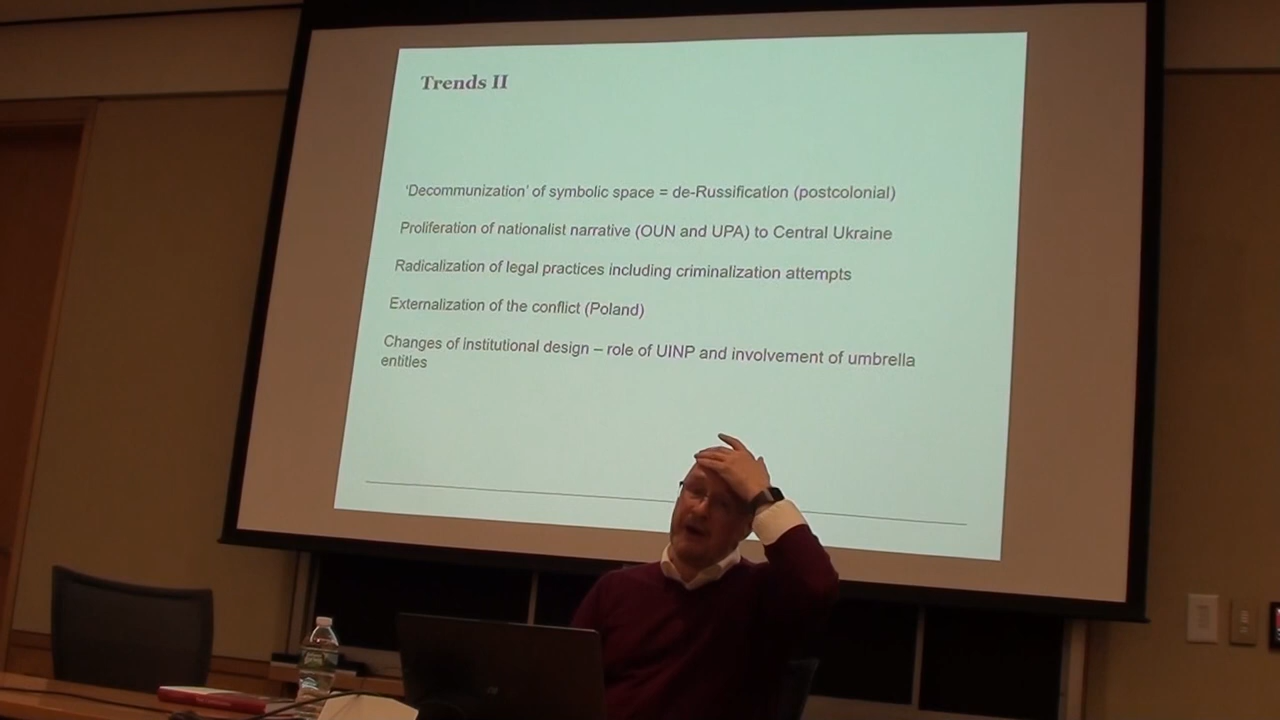 Trends II
'Decommunization' of symbolic space = de-Russification (postcolonial)
Proliferation of nationalist narrative (OUN and UPA) to Central Ukraine
Radicalization of legal practices including criminalization attempts
Externalization of the conflict (Poland)
Changes of institutional design – role of UINP and involvement of umbrella
entities